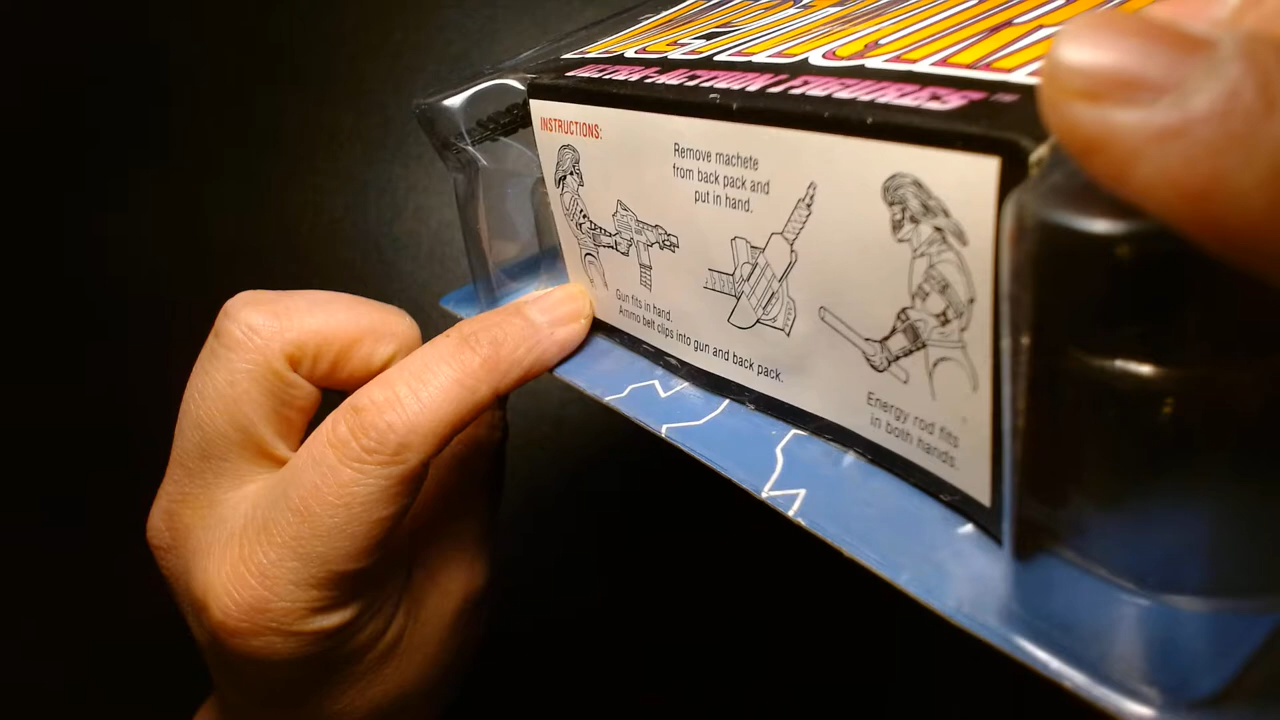 ULTRA-ACTION FIGURES™
INSTRUCTIONS:
Remove machete
from back pack and
put in hand.
Gun fits in hand.
Ammo belt clips into gun and back pack.
Energy rod fits
in both hands.